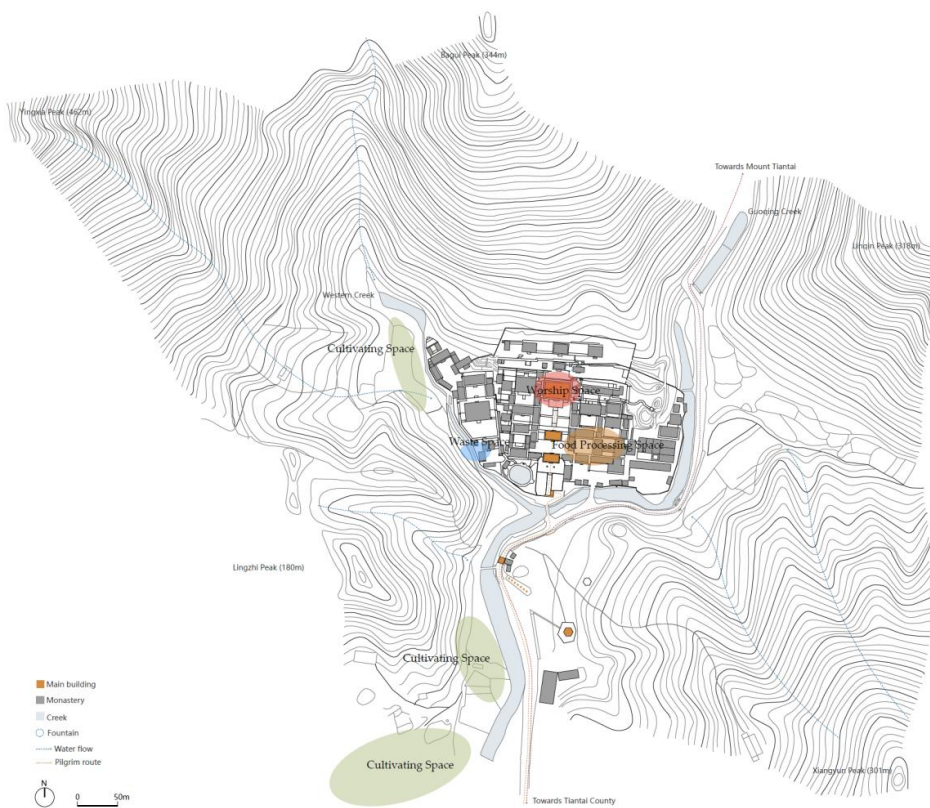 Bagui Peak (344m)
Yingxia Peak (462m)
Towards Mount Tiantai
Guoqing Creek
Linqin Peak (318m)
Western Creek
Cultivating Space
Worship Space
Waste Space
Food Processing Space
Lingzhi Peak (180m)
Cultivating Space
Cultivating Space
Xiangyun Peak (301m)
Towards Tiantai County
Main building
Monastery
Creek
Fountain
Water flow
Pilgrim route
N
0 50m